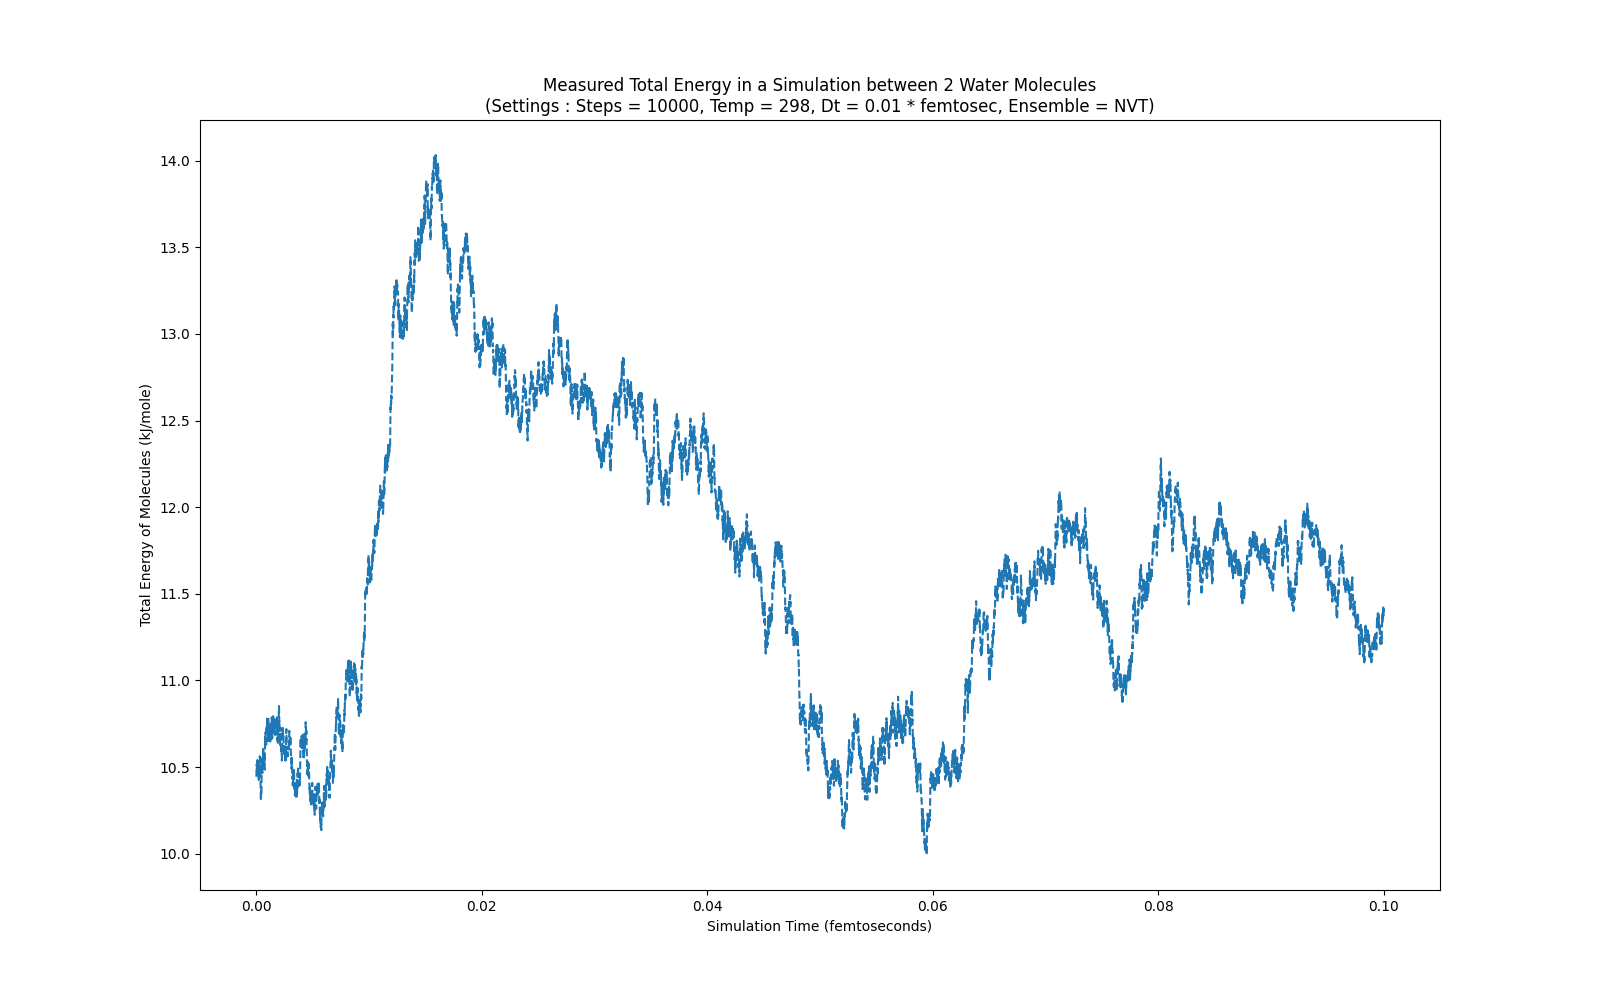 Measured Total Energy in a Simulation between 2 Water Molecules
(Settings : Steps = 10000, Temp = 298, Dt = 0.01 * femtosec, Ensemble = NVT)
Total Energy of Molecules (kJ/mole)
14.0
13.5
13.0
12.5
12.0
11.5
11.0
10.5
10.0
0.00 0.02 0.04 0.06 0.08 0.10
Simulation Time (femtoseconds)